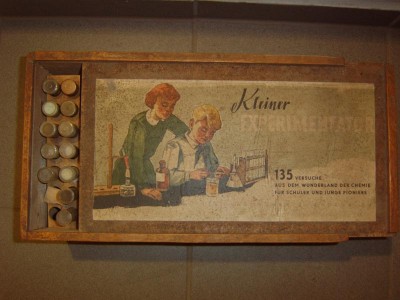 Kleiner
EXPERIMENTATOR
135 VERSUCHE
AUS DEM WUNDERLAND DER CHEMIE
FÜR SCHÜLER UND JUNGE PIONIERE